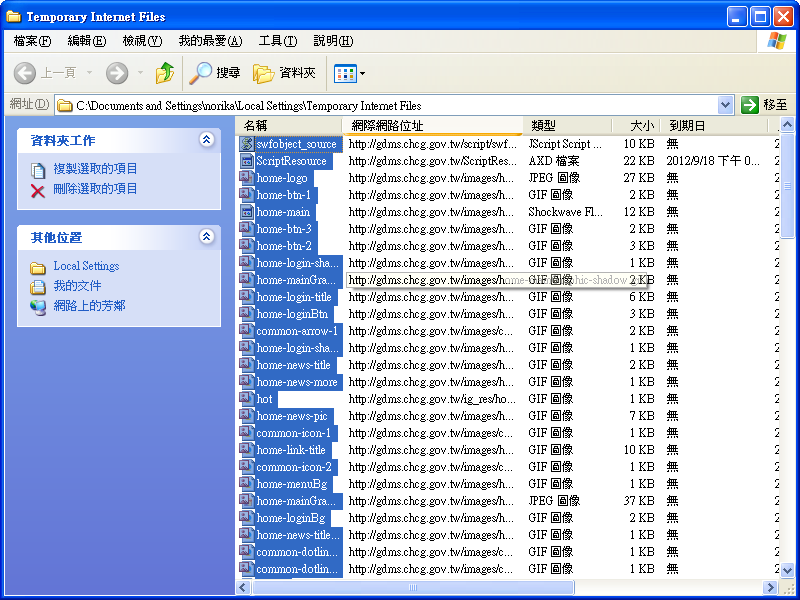 Temporary Internet Files
檔案(F) 編輯(E) 檢視(V) 我的最愛(A) 工具(T) 說明(H)
上一頁 搜尋 資料夾
網址(D) C:\Documents and Settings\norika\Local Settings\Temporary Internet Files 移至
資料夾工作
複製選取的項目
刪除選取的項目
其他位置
Local Settings
我的文件
網路上的芳鄰
名稱 網際網路位址 類型 大小 到期日
swfobject_source http://gdms.chcg.gov.tw/script/swf... JScript Script ... 10 KB 無 2
ScriptResource http://gdms.chcg.gov.tw/ScriptRes... AXD 檔案 22 KB 2012/9/18 下午 0... 2
home-logo http://gdms.chcg.gov.tw/images/h... JPEG 圖像 27 KB 無 2
home-btn-1 http://gdms.chcg.gov.tw/images/h... GIF 圖像 2 KB 無 2
home-main http://gdms.chcg.gov.tw/images/h... Shockwave Fl... 12 KB 無 2
home-btn-3 http://gdms.chcg.gov.tw/images/h... GIF 圖像 2 KB 無 2
home-btn-2 http://gdms.chcg.gov.tw/images/h... GIF 圖像 3 KB 無 2
home-login-sha... http://gdms.chcg.gov.tw/images/h... GIF 圖像 1 KB 無 2
home-mainGra... http://gdms.chcg.gov.tw/images/h... GIF 圖像 2 KB 無 2
home-login-title http://gdms.chcg.gov.tw/images/h... GIF 圖像 6 KB 無 2
home-loginBtn http://gdms.chcg.gov.tw/images/h... GIF 圖像 3 KB 無 2
common-arrow-1 http://gdms.chcg.gov.tw/images/c... GIF 圖像 2 KB 無 2
home-login-sha... http://gdms.chcg.gov.tw/images/h... GIF 圖像 1 KB 無 2
home-news-title http://gdms.chcg.gov.tw/images/h... GIF 圖像 2 KB 無 2
home-news-more http://gdms.chcg.gov.tw/images/h... GIF 圖像 1 KB 無 2
hot http://gdms.chcg.gov.tw/ig_res/ho... GIF 圖像 1 KB 無 2
home-news-pic http://gdms.chcg.gov.tw/images/h... GIF 圖像 7 KB 無 2
common-icon-1 http://gdms.chcg.gov.tw/images/c... GIF 圖像 1 KB 無 2
home-link-title http://gdms.chcg.gov.tw/images/h... GIF 圖像 10 KB 無 2
common-icon-2 http://gdms.chcg.gov.tw/images/c... GIF 圖像 1 KB 無 2
home-menuBg http://gdms.chcg.gov.tw/images/h... GIF 圖像 1 KB 無 2
home-mainGra... http://gdms.chcg.gov.tw/images/h... JPEG 圖像 37 KB 無 2
home-loginBg http://gdms.chcg.gov.tw/images/h... GIF 圖像 2 KB 無 2
home-news-title... http://gdms.chcg.gov.tw/images/h... GIF 圖像 1 KB 無 2
common-dotlin... http://gdms.chcg.gov.tw/images/c... GIF 圖像 1 KB 無 2
common-dotlin... http://gdms.chcg.gov.tw/images/c... GIF 圖像 1 KB 無 2